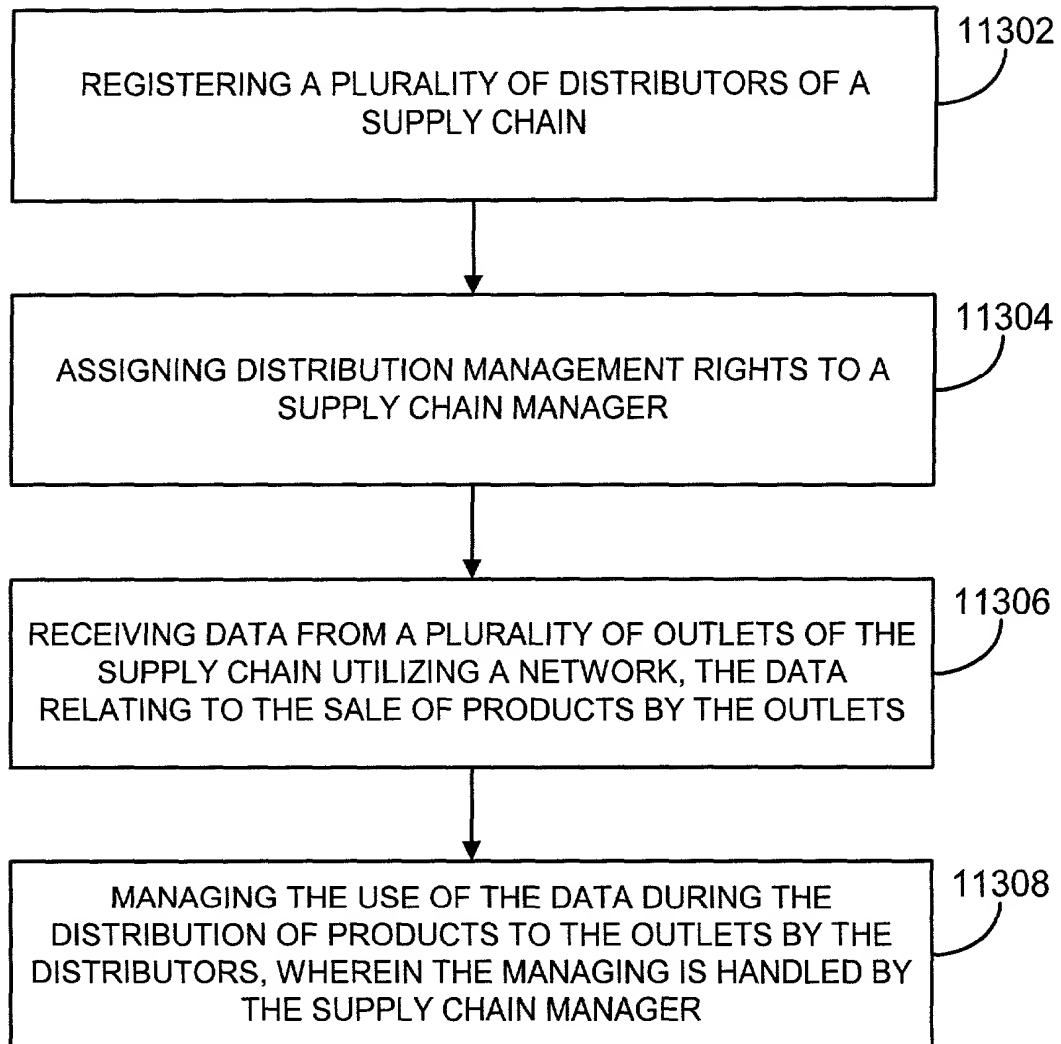 11302
REGISTERING A PLURALITY OF DISTRIBUTORS OF A
SUPPLY CHAIN
11304
ASSIGNING DISTRIBUTION MANAGEMENT RIGHTS TO A
SUPPLY CHAIN MANAGER
11306
RECEIVING DATA FROM A PLURALITY OF OUTLETS OF THE
SUPPLY CHAIN UTILIZING A NETWORK, THE DATA
RELATING TO THE SALE OF PRODUCTS BY THE OUTLETS
11308
MANAGING THE USE OF THE DATA DURING THE
DISTRIBUTION OF PRODUCTS TO THE OUTLETS BY THE
DISTRIBUTORS, WHEREIN THE MANAGING IS HANDLED BY
THE SUPPLY CHAIN MANAGER